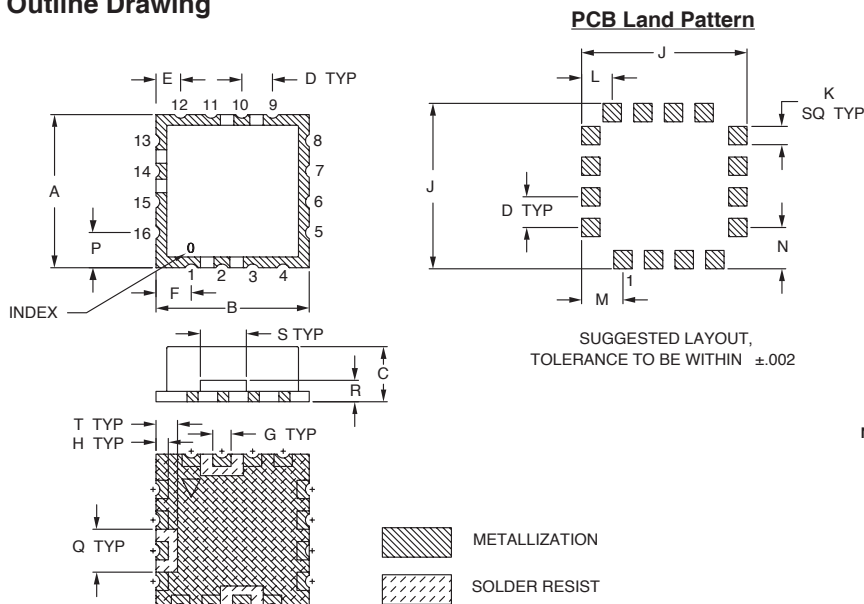 Outline Drawing
PCB Land Pattern
E
D TYP
12 11 10 9
13
14
15
16
8
7
6
5
A
P
0
1 2 3 4
INDEX
F
B
J
L
K
SQ TYP
J
D TYP
N
M
1
SUGGESTED LAYOUT,
TOLERANCE TO BE WITHIN ±.002
S TYP
C
R
T TYP
H TYP
G TYP
Q TYP
METALLIZATION
SOLDER RESIST